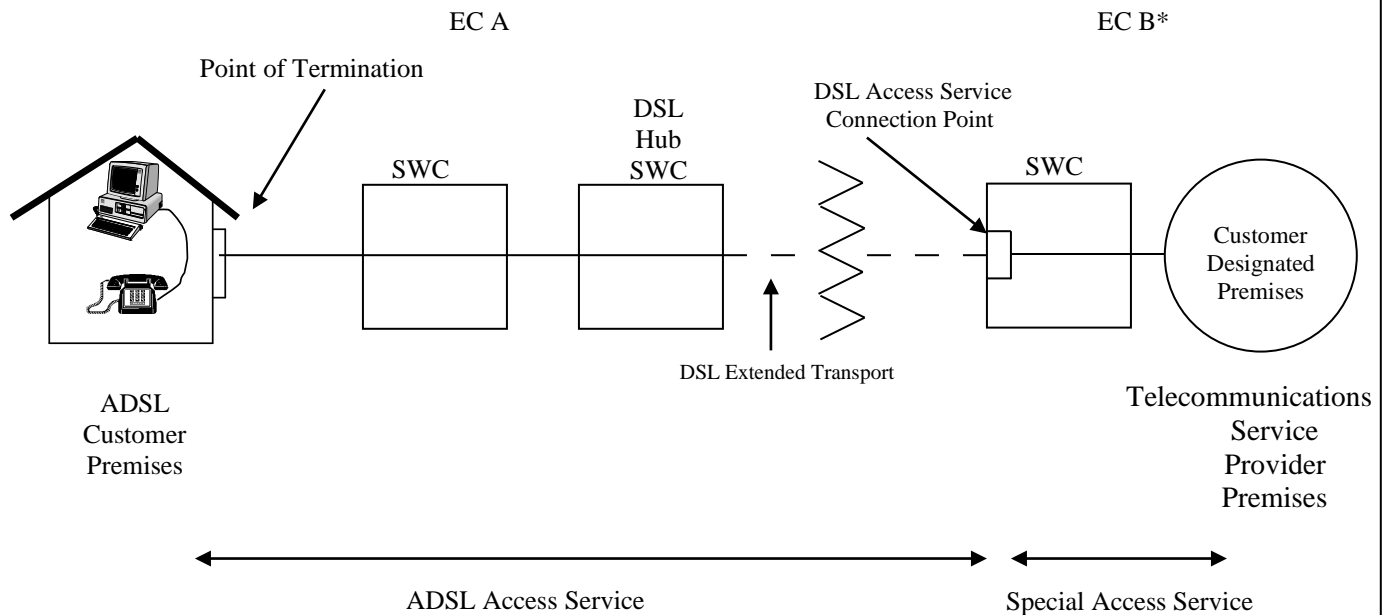 EC A
EC B*
Point of Termination
DSL Access Service
Connection Point
DSL
Hub
SWC
SWC
SWC
Customer
Designated
Premises
DSL Extended Transport
ADSL
Customer
Premises
Telecommunications
Service
Provider
Premises
ADSL Access Service
Special Access Service